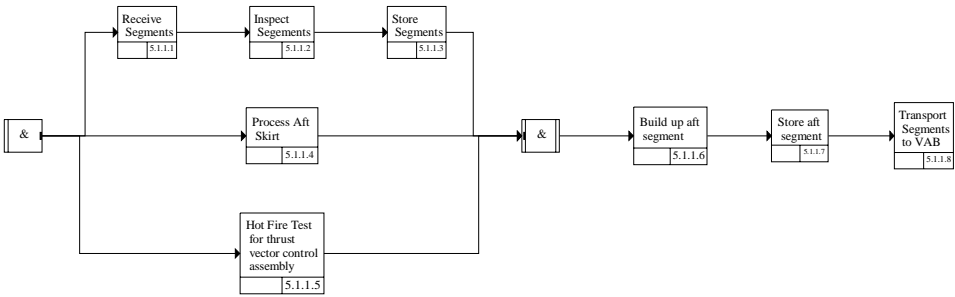 Receive
Segments
5.1.1.1
Inspect
Segements
5.1.1.2
Store
Segments
5.1.1.3
&
Process Aft
Skirt
5.1.1.4
Hot Fire Test
for thrust
vector control
assembly
5.1.1.5
&
Build up aft
segment
5.1.1.6
Store aft
segment
5.1.1.7
Transport
Segments
to VAB
5.1.1.8